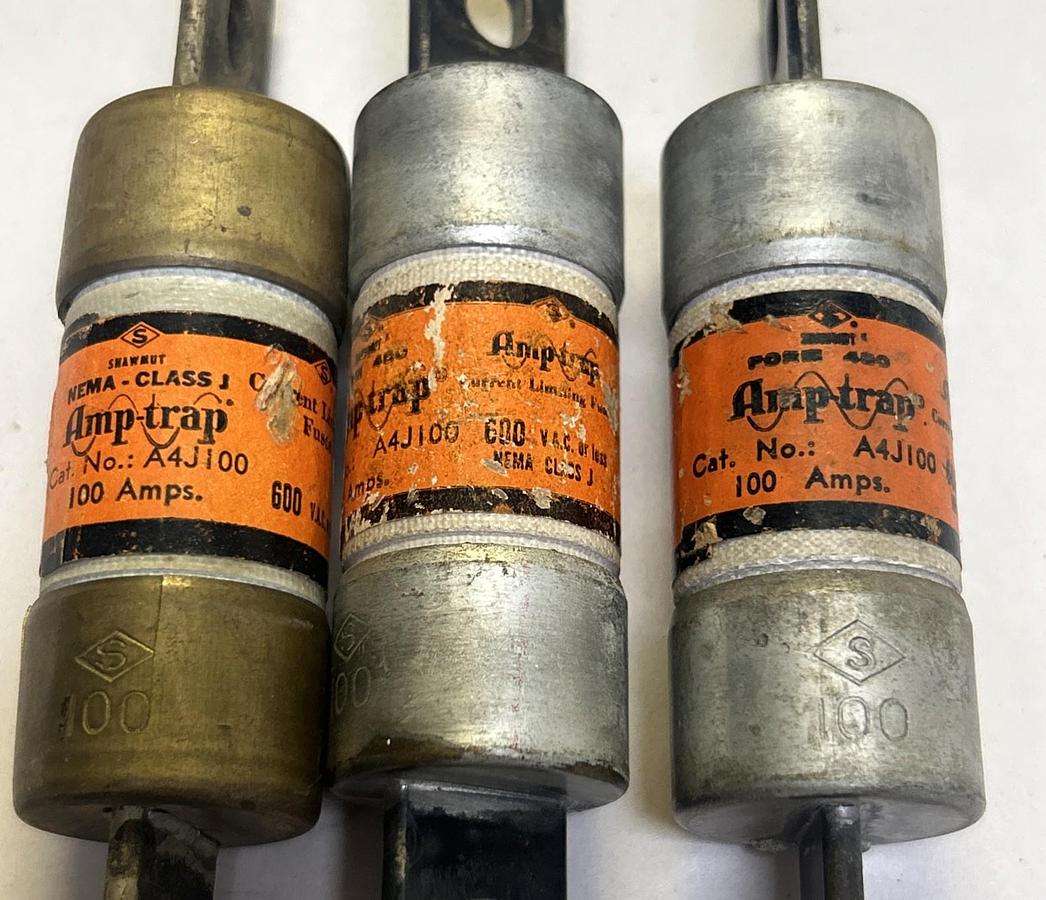 S
SHAWMUT
NEMA - CLASS J
Amp-trap®
Cat. No.: A4J100
100 Amps.
600 V.A.C.
S
100
Amp-trap
Current Limiting
A4J100
600 V.A.C. or less
NEMA CLASS J
Amps.
S
FORM 480
Amp-trap®
Cat. No.: A4J100
100 Amps.
S
100